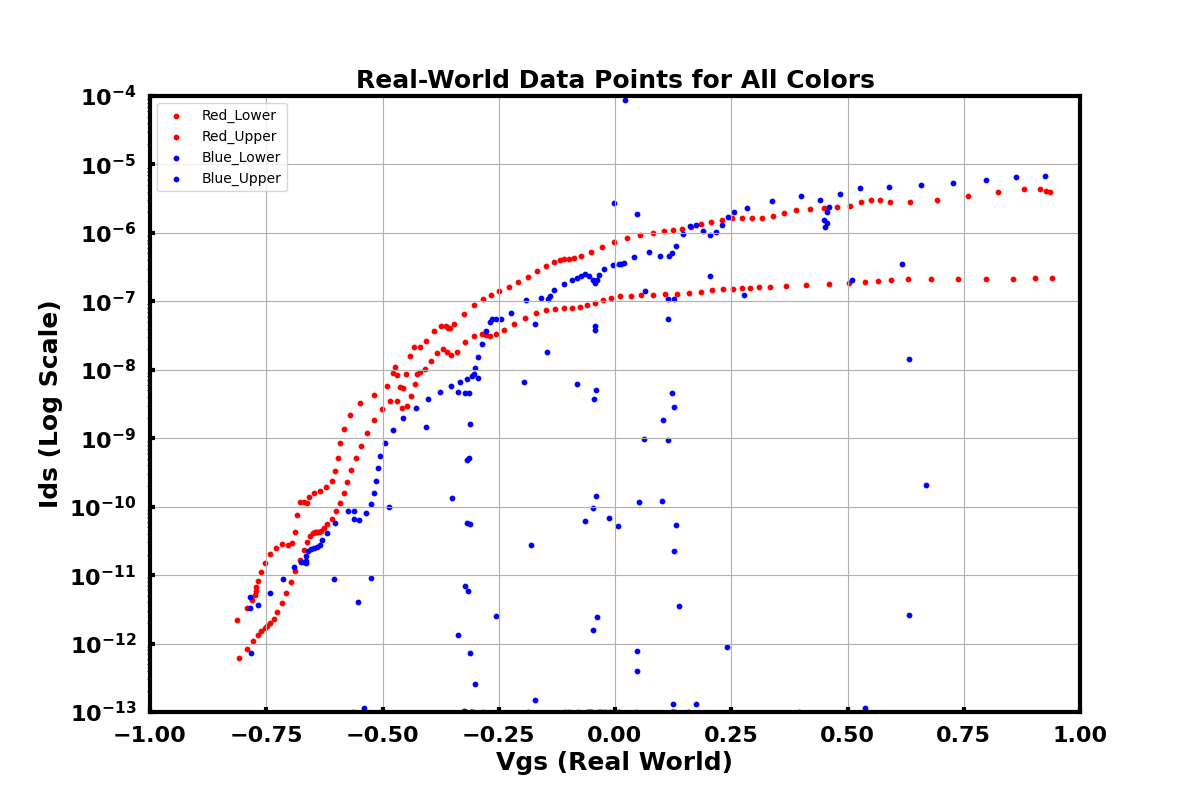 Real-World Data Points for All Colors
Red_Lower
Red_Upper
Blue_Lower
Blue_Upper
10⁻⁴
10⁻⁵
10⁻⁶
10⁻⁷
10⁻⁸
10⁻⁹
10⁻¹⁰
10⁻¹¹
10⁻¹²
10⁻¹³
Ids (Log Scale)
−1.00 −0.75 −0.50 −0.25 0.00 0.25 0.50 0.75 1.00
Vgs (Real World)